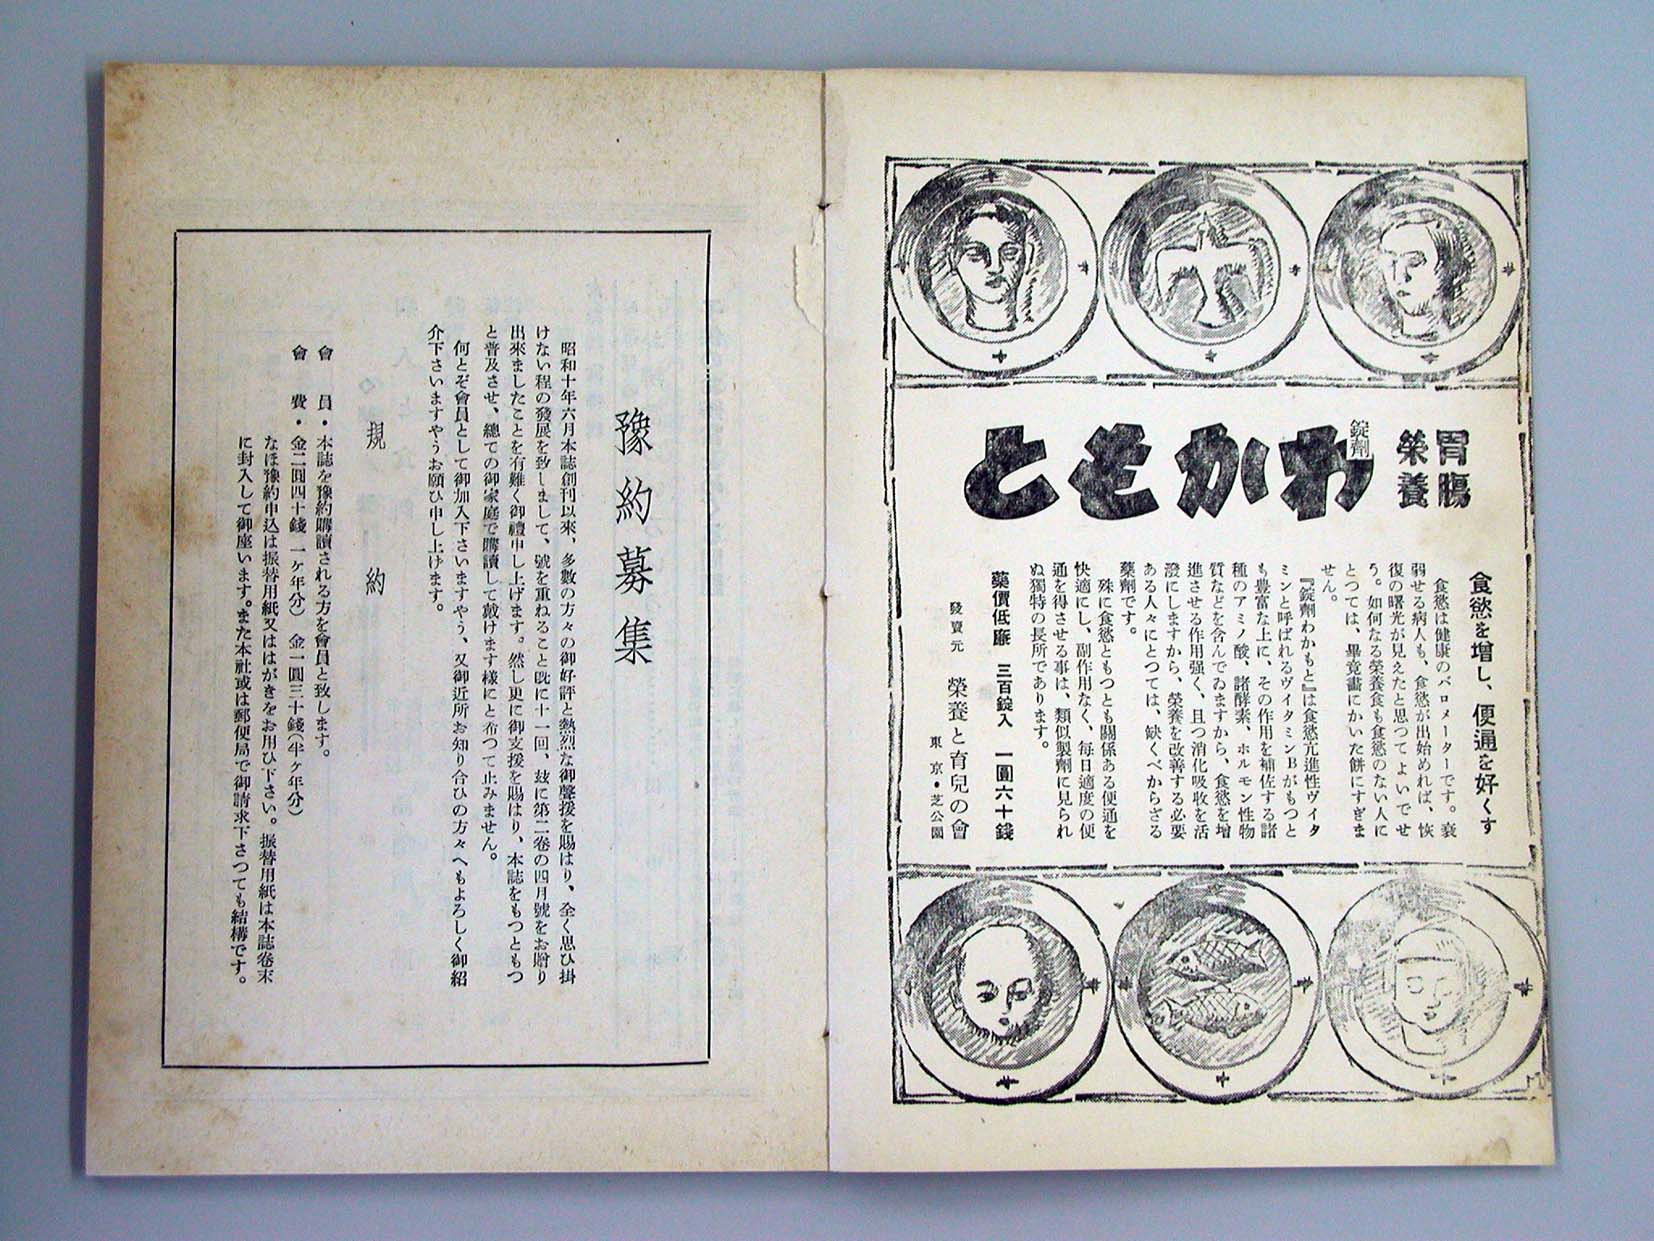 胃腸
榮養
錠劑
わかもと
食慾を增し、便通を好くす
食慾は健康のバロメーターです。衰
弱せる病人も、食慾が出始めれば、恢
復の曙光が見えたと思つてよいでせ
う。如何なる榮養食も食慾のない人に
とつては、畢竟畵にかいた餅にすぎま
せん。
『錠劑わかもと』は食慾亢進性ヴイタ
ミンと呼ばれるヴイタミンBがもつと
も豊富な上に、その作用を補佐する諸
種のアミノ酸、諸酵素、ホルモン性物
質などを含んでゐますから、食慾を增
進させる作用强く、且つ消化吸收を活
潑にしますから、榮養を改善する必要
ある人々にとつては、缺くべからざる
藥劑です。
殊に食慾ともつとも關係ある便通を
快適にし、副作用なく、每日適度の便
通を得させる事は、類似製劑に見られ
ぬ獨特の長所であります。
藥價低廉　三百錠入　一圓六十錢
發賣元　榮養と育兒の會
東京・芝公園
豫約募集
昭和十年六月本誌創刊以來、多數の方々の御好評と熱烈な御聲援を賜はり、全く思ひ掛
けない程の發展を致しまして、號を重ねること既に十一回、玆に第二卷の四月號をお贈り
出來ましたことを有難く御禮申し上げます。然し更に御支援を賜はり、本誌をもつともつ
と普及させ、總ての御家庭で購讀して戴けます樣にと希つて止みません。
何とぞ會員として御加入下さいますやう、又御近所お知り合ひの方々へもよろしく御紹
介下さいますやうお願ひ申し上げます。
規約
會員・本誌を豫約購讀される方を會員と致します。
會費・金二圓四十錢　一ケ年分）　金一圓三十錢（半ケ年分）
なほ豫約申込は振替用紙又ははがきをお用ひ下さい。振替用紙は本誌卷末
に封入して御座います。また本社或は郵便局で御請求下さつても結構です。